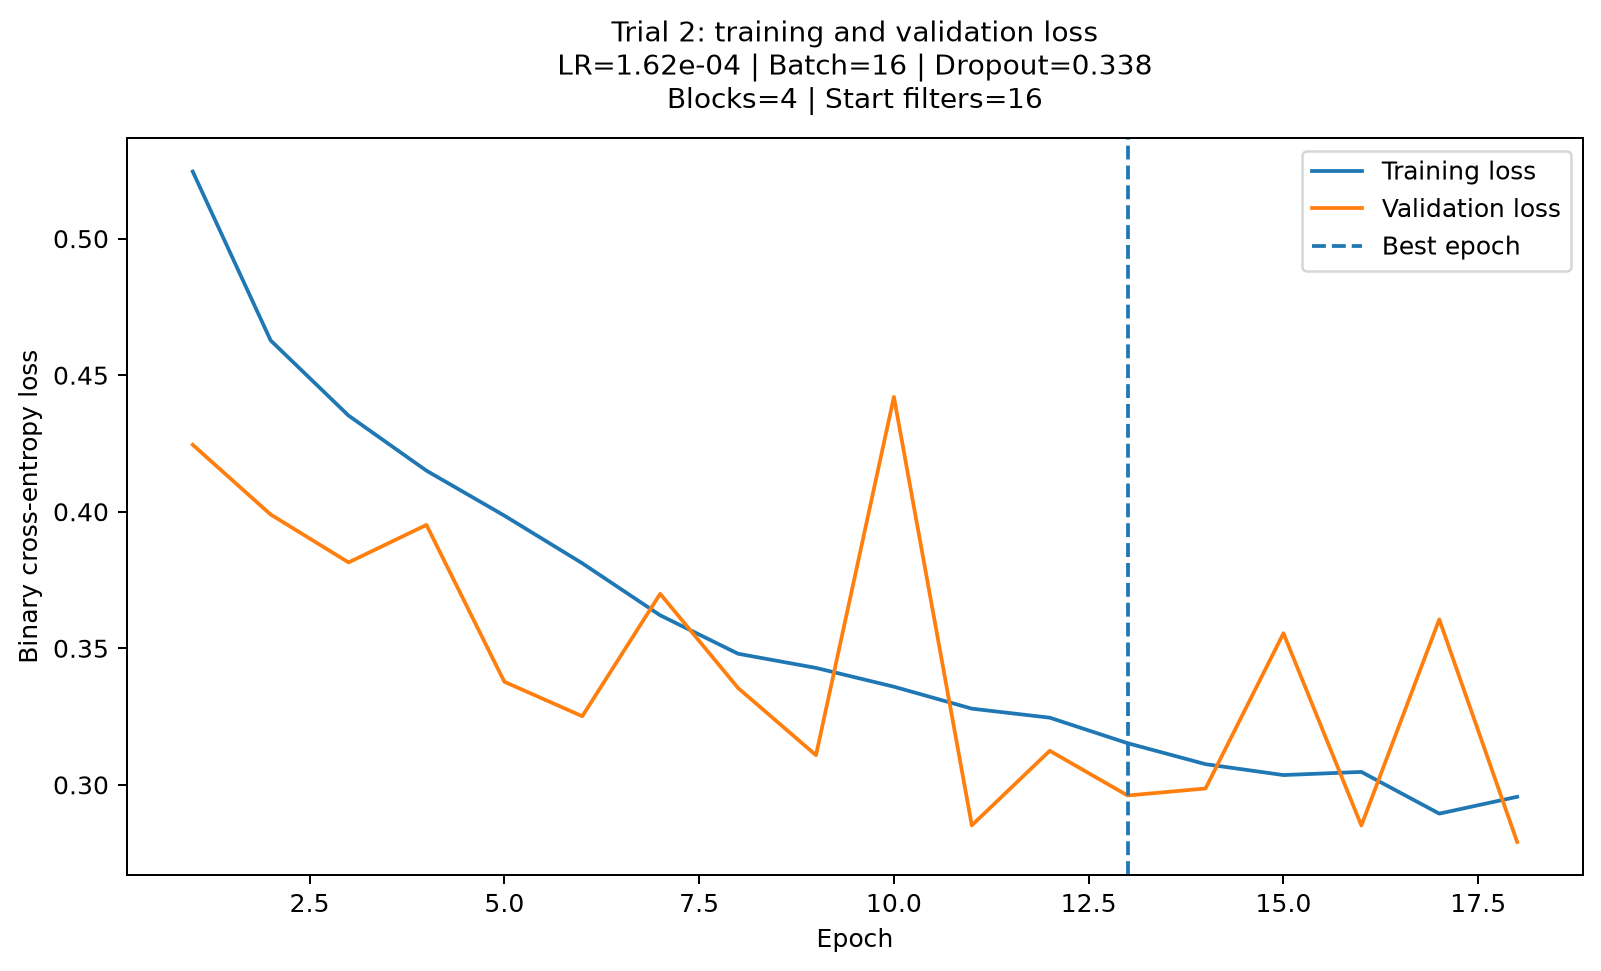 Trial 2: training and validation loss
LR=1.62e-04 | Batch=16 | Dropout=0.338
Blocks=4 | Start filters=16
Training loss
Validation loss
Best epoch
Binary cross-entropy loss
0.50
0.45
0.40
0.35
0.30
2.5 5.0 7.5 10.0 12.5 15.0 17.5
Epoch